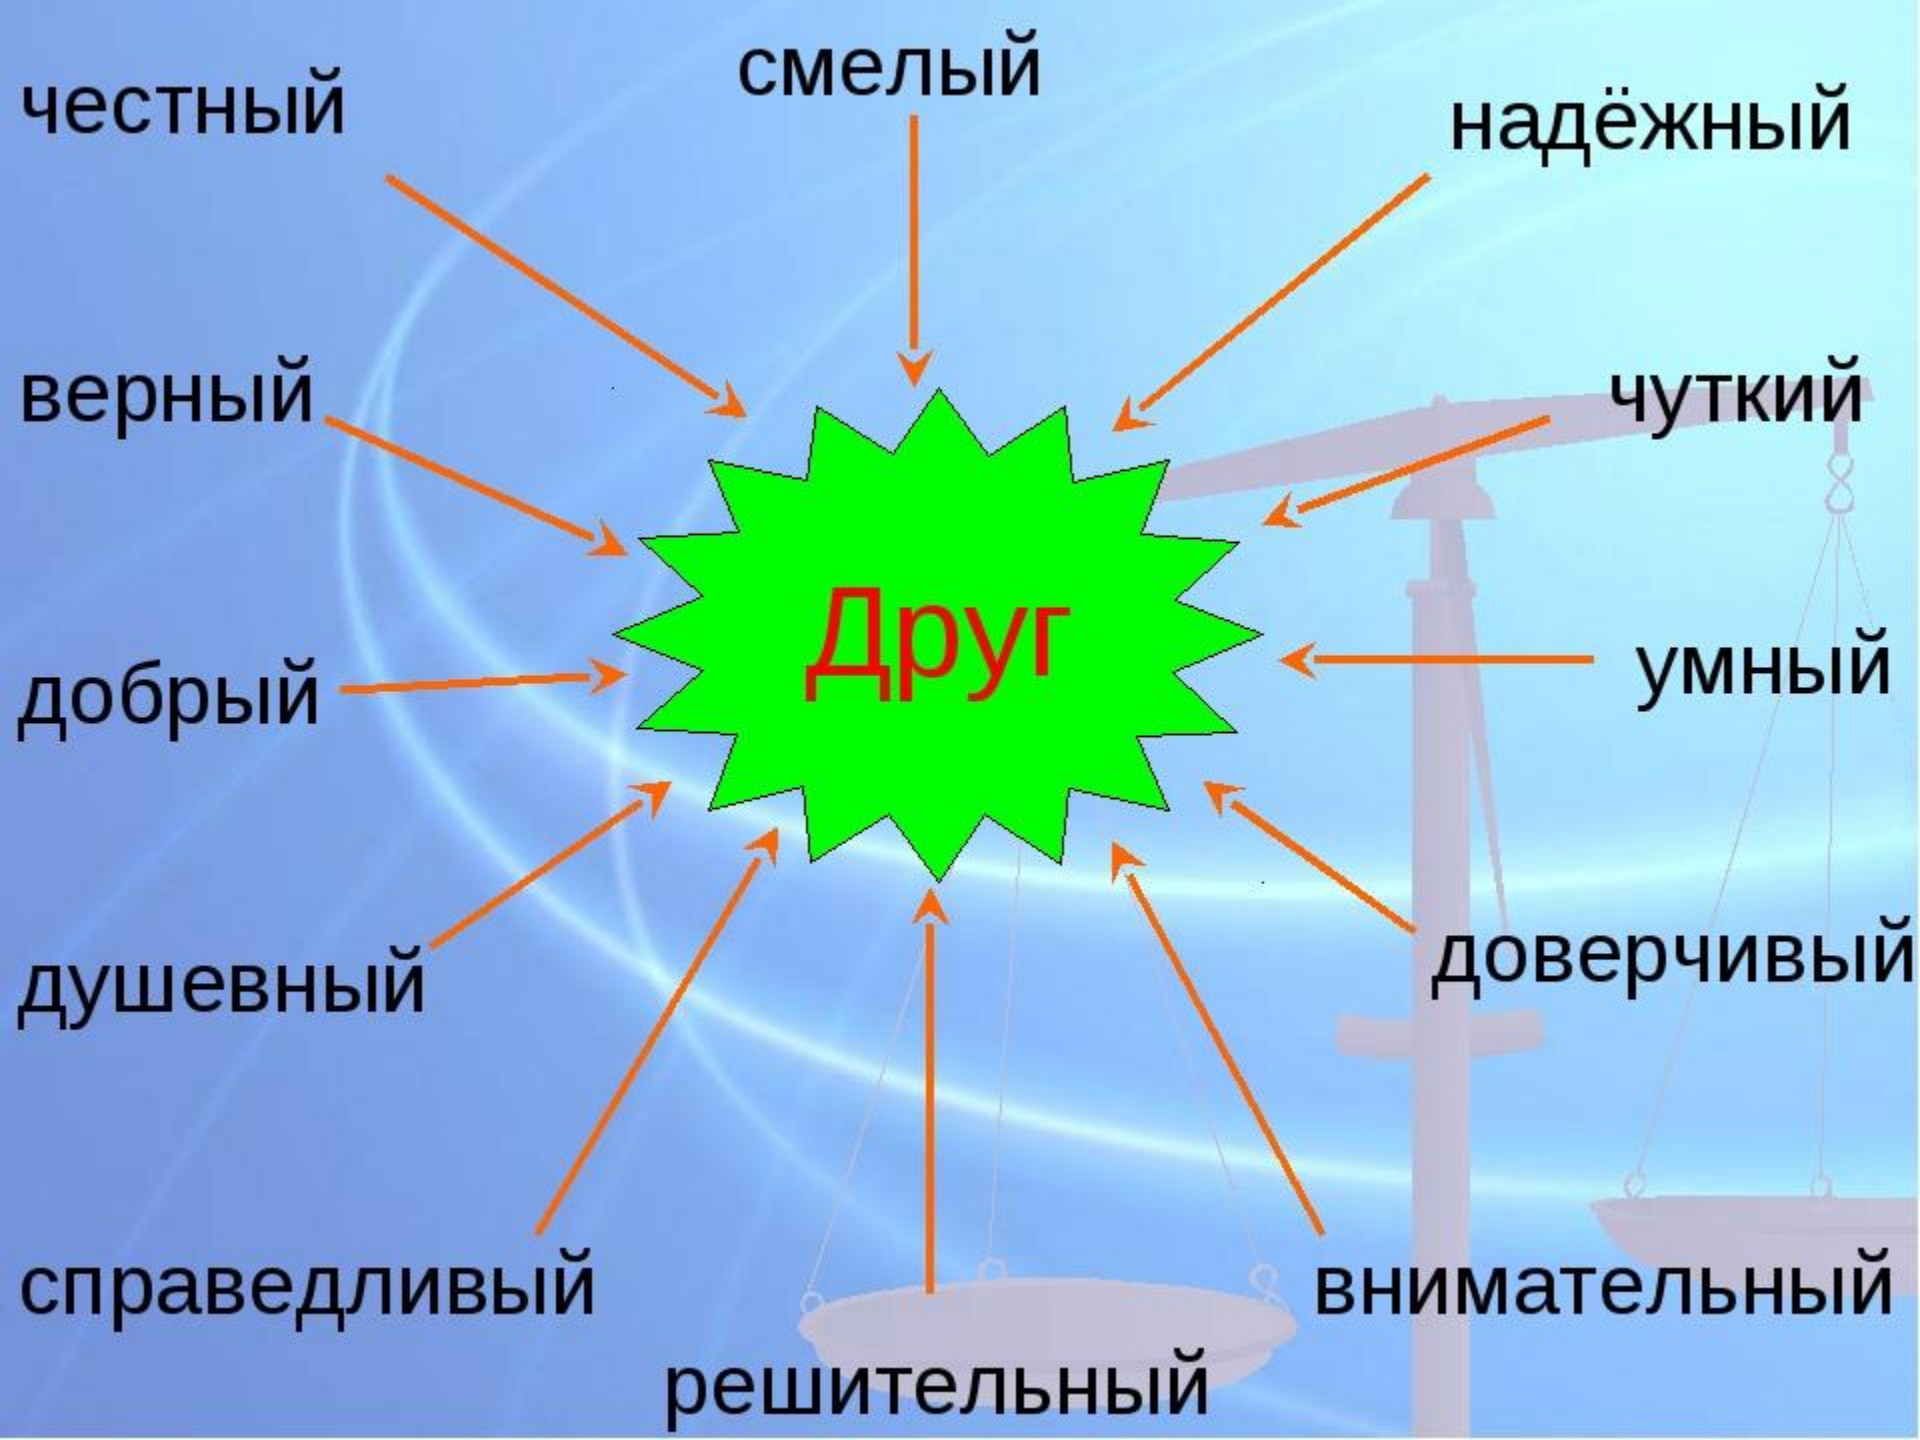 смелый
честный
надёжный
верный
чуткий
Друг
умный
добрый
доверчивый
душевный
справедливый
внимательный
решительный